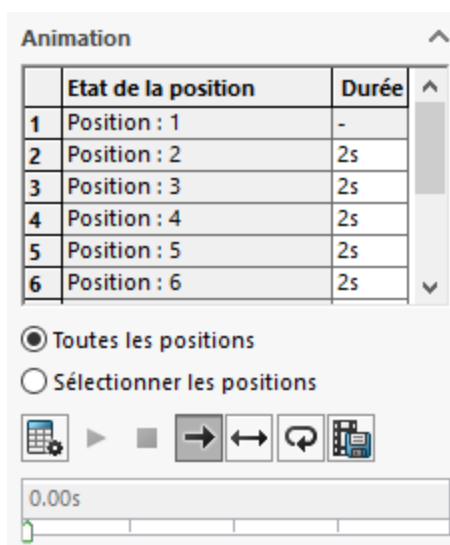 Animation
Etat de la position Durée
1 Position : 1 -
2 Position : 2 2s
3 Position : 3 2s
4 Position : 4 2s
5 Position : 5 2s
6 Position : 6 2s
Toutes les positions
Sélectionner les positions
0.00s